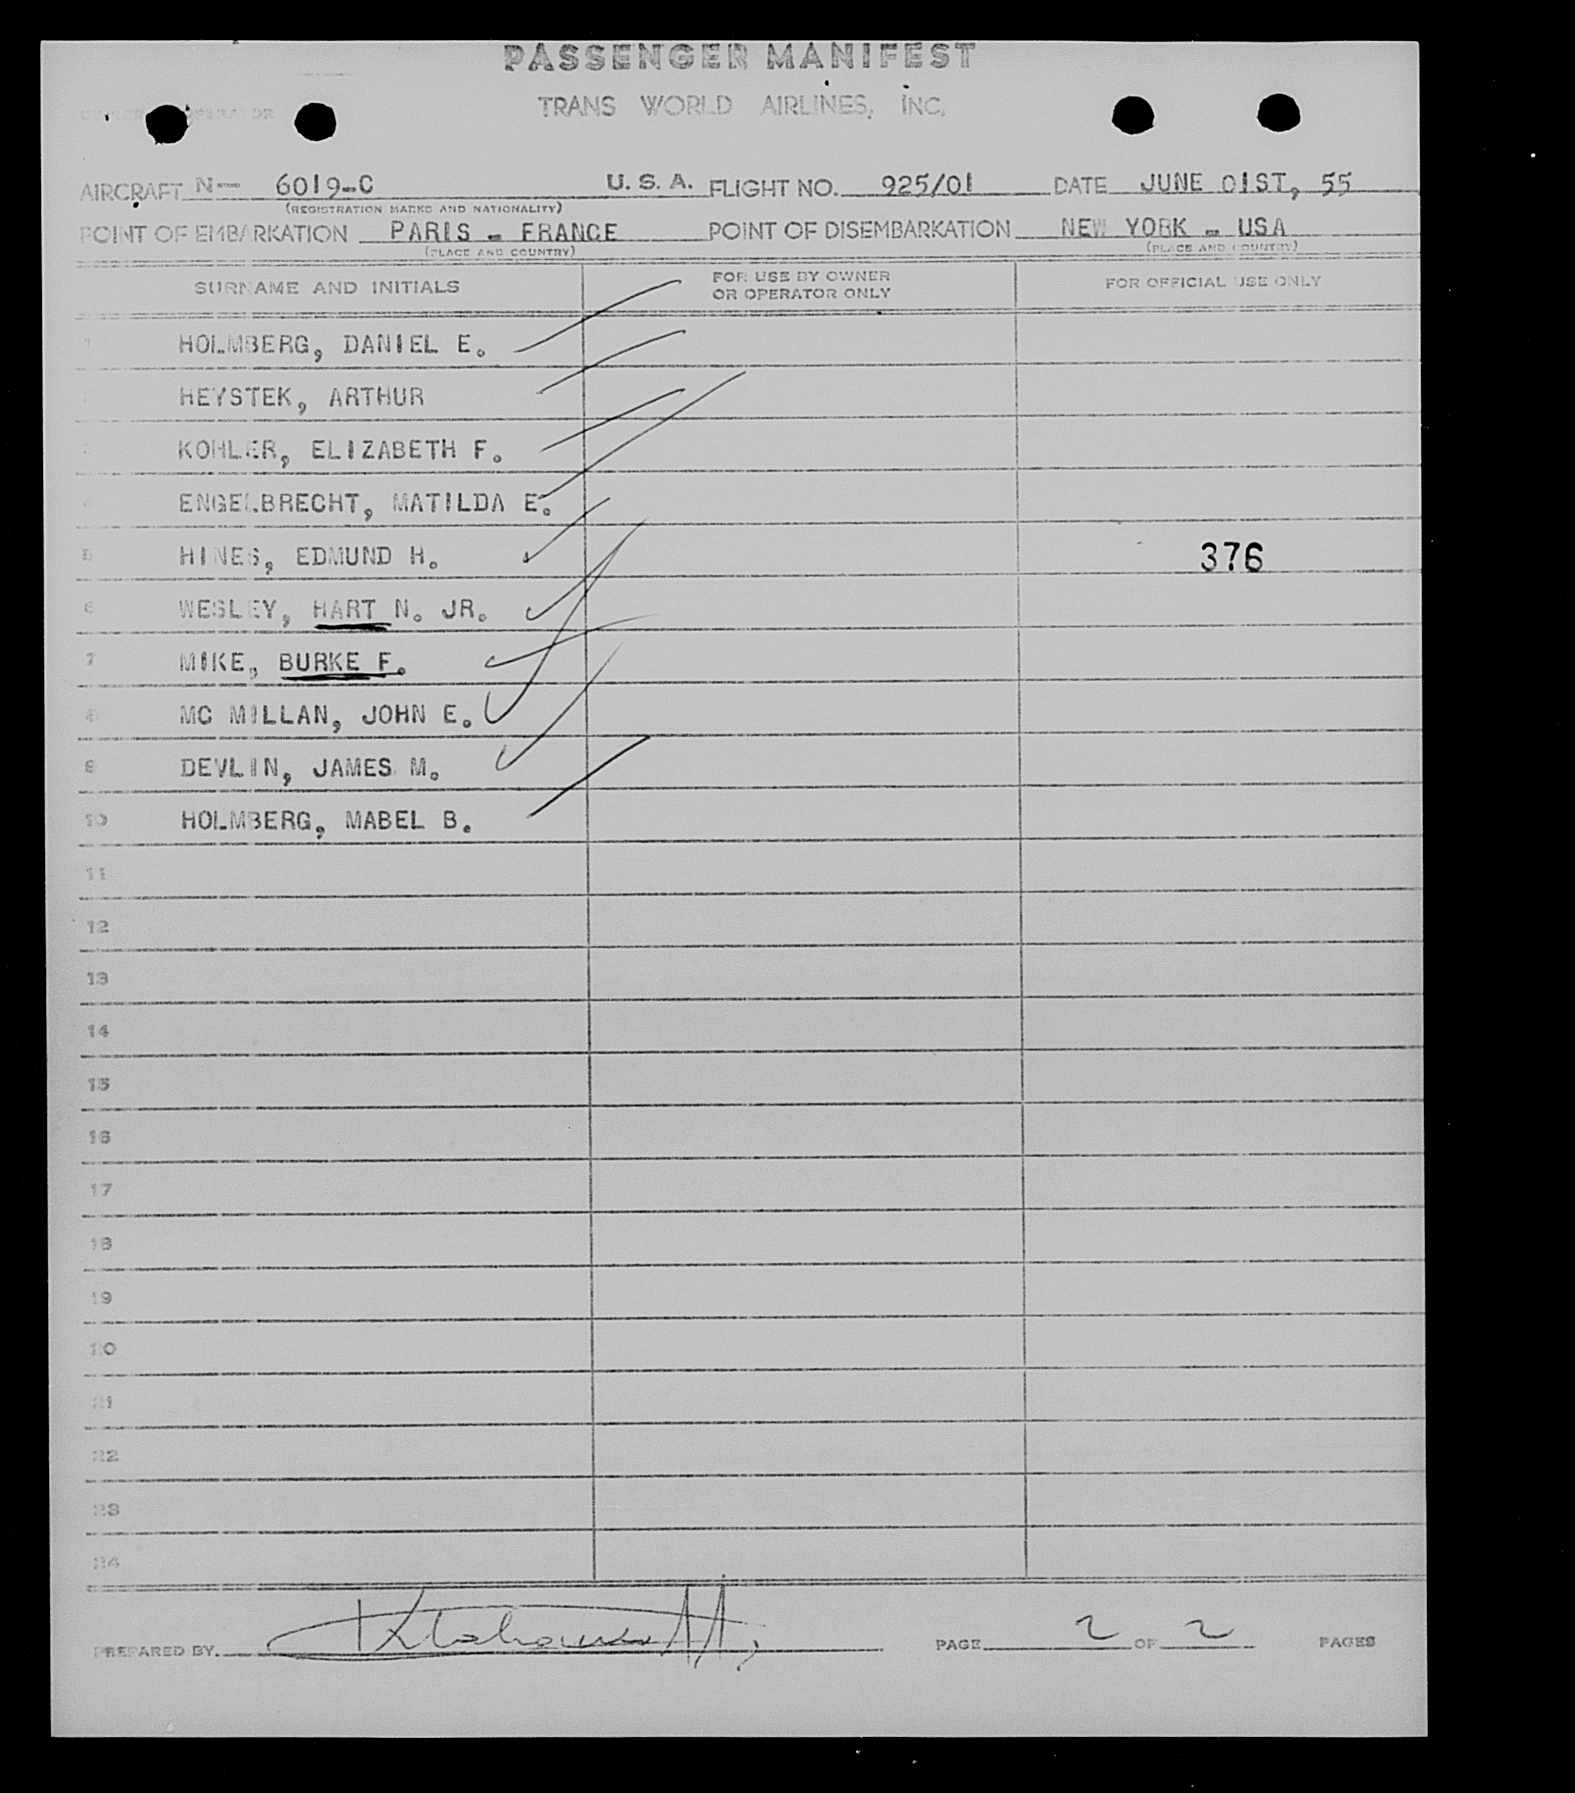 PASSENGER MANIFEST
TRANS WORLD AIRLINES, INC.
AIRCRAFT N- 6019-C U. S. A. FLIGHT NO. 925/01 DATE JUNE 01ST, 55
(REGISTRATION MARKS AND NATIONALITY)
POINT OF EMBARKATION PARIS - FRANCE POINT OF DISEMBARKATION NEW YORK - USA
(PLACE AND COUNTRY) (PLACE AND COUNTRY)
SURNAME AND INITIALS FOR USE BY OWNER OR OPERATOR ONLY FOR OFFICIAL USE ONLY
HOLMBERG, DANIEL E.
HEYSTEK, ARTHUR
KOHLER, ELIZABETH F.
ENGELBRECHT, MATILDA E.
5 HINES, EDMUND H. 376
6 WESLEY, HART N. JR.
7 MIKE, BURKE F.
8 MC MILLAN, JOHN E.
9 DEVLIN, JAMES M.
10 HOLMBERG, MABEL B.
11
12
13
14
15
16
17
18
19
20
21
22
23
24
PREPARED BY. PAGE 2 OF 2 PAGES